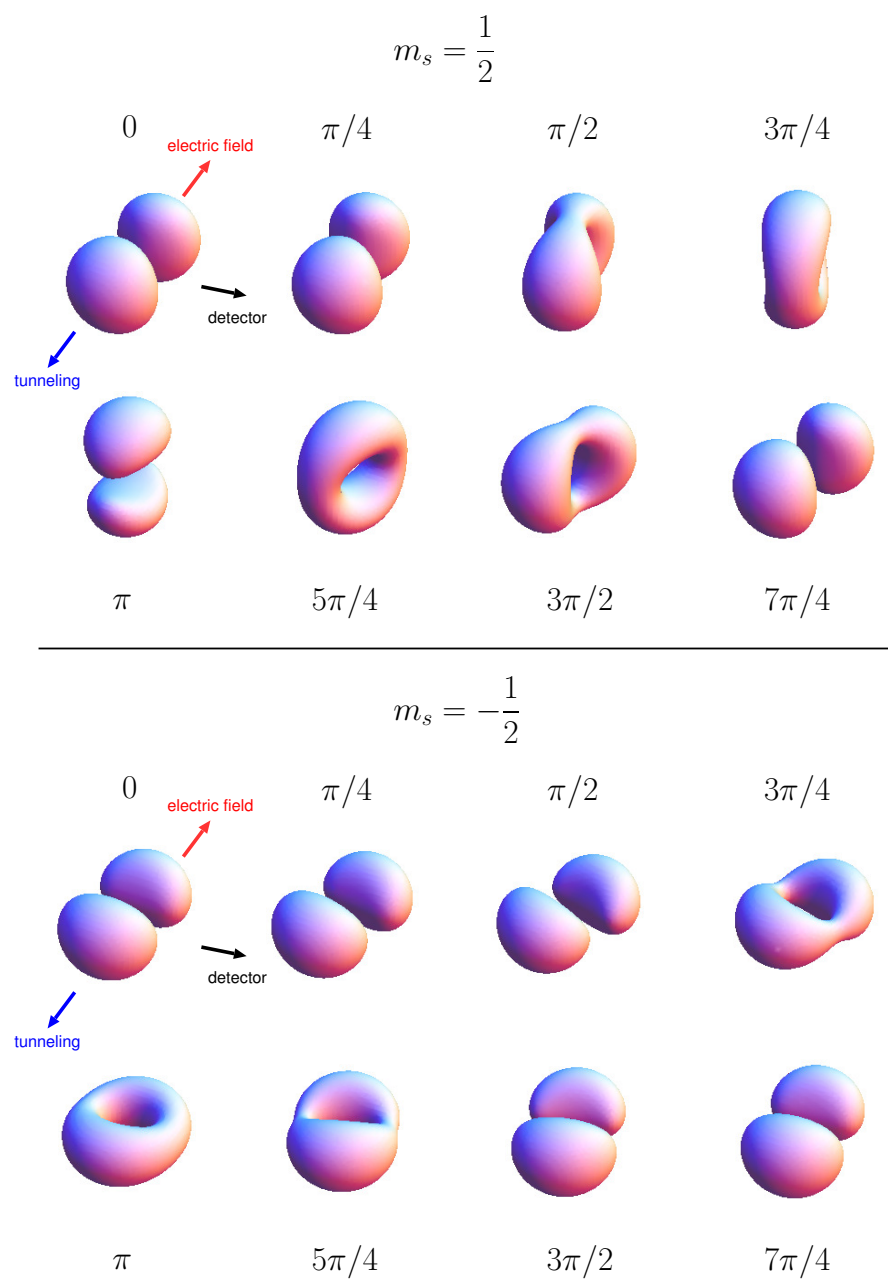 m_s = 1/2
0 π/4 π/2 3π/4
electric field
detector
tunneling
π 5π/4 3π/2 7π/4
m_s = −1/2
0 π/4 π/2 3π/4
electric field
detector
tunneling
π 5π/4 3π/2 7π/4